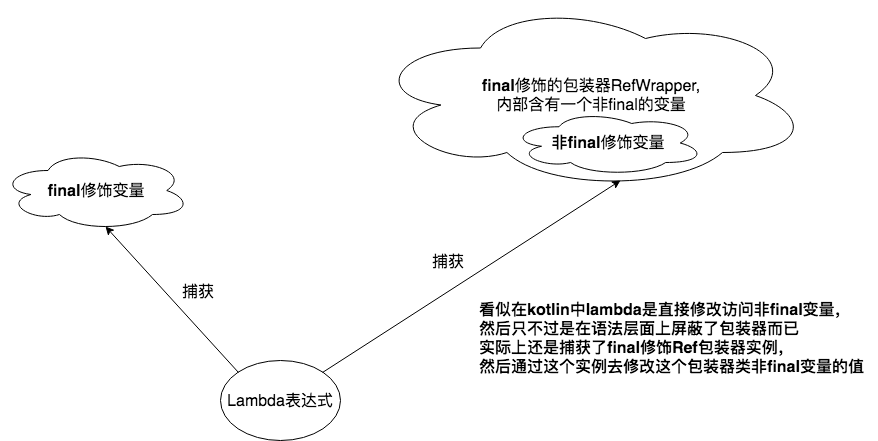 final修饰的包装器RefWrapper,
内部含有一个非final的变量
非final修饰变量
final修饰变量
捕获
捕获
看似在kotlin中lambda是直接修改访问非final变量，
然后只不过是在语法层面上屏蔽了包装器而已
实际上还是捕获了final修饰Ref包装器实例，
然后通过这个实例去修改这个包装器类非final变量的值
Lambda表达式